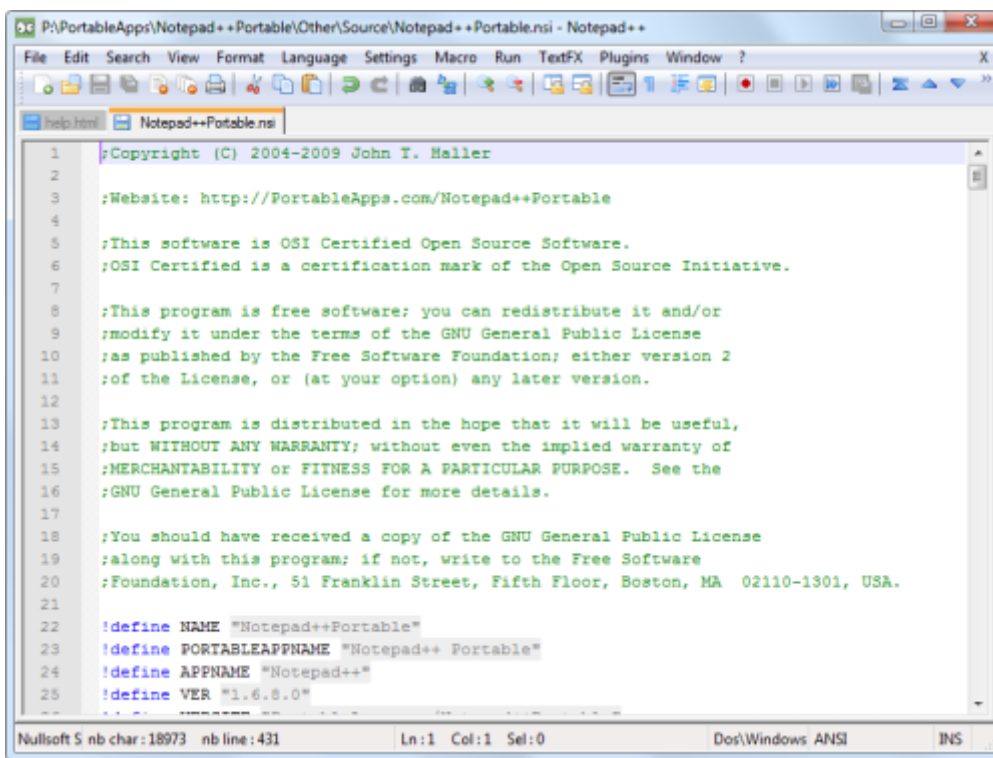 P:\PortableApps\Notepad++Portable\Other\Source\Notepad++Portable.nsi - Notepad++
File Edit Search View Format Language Settings Macro Run TextFX Plugins Window ? X
help.html Notepad++Portable.nsi
1 ;Copyright (C) 2004-2009 John T. Haller
2
3 ;Website: http://PortableApps.com/Notepad++Portable
4
5 ;This software is OSI Certified Open Source Software.
6 ;OSI Certified is a certification mark of the Open Source Initiative.
7
8 ;This program is free software; you can redistribute it and/or
9 ;modify it under the terms of the GNU General Public License
10 ;as published by the Free Software Foundation; either version 2
11 ;of the License, or (at your option) any later version.
12
13 ;This program is distributed in the hope that it will be useful,
14 ;but WITHOUT ANY WARRANTY; without even the implied warranty of
15 ;MERCHANTABILITY or FITNESS FOR A PARTICULAR PURPOSE.  See the
16 ;GNU General Public License for more details.
17
18 ;You should have received a copy of the GNU General Public License
19 ;along with this program; if not, write to the Free Software
20 ;Foundation, Inc., 51 Franklin Street, Fifth Floor, Boston, MA  02110-1301, USA.
21
22 !define NAME "Notepad++Portable"
23 !define PORTABLEAPPNAME "Notepad++ Portable"
24 !define APPNAME "Notepad++"
25 !define VER "1.6.8.0"
Nullsoft S nb char : 18973 nb line : 431 Ln : 1 Col : 1 Sel : 0 Dos\Windows ANSI INS